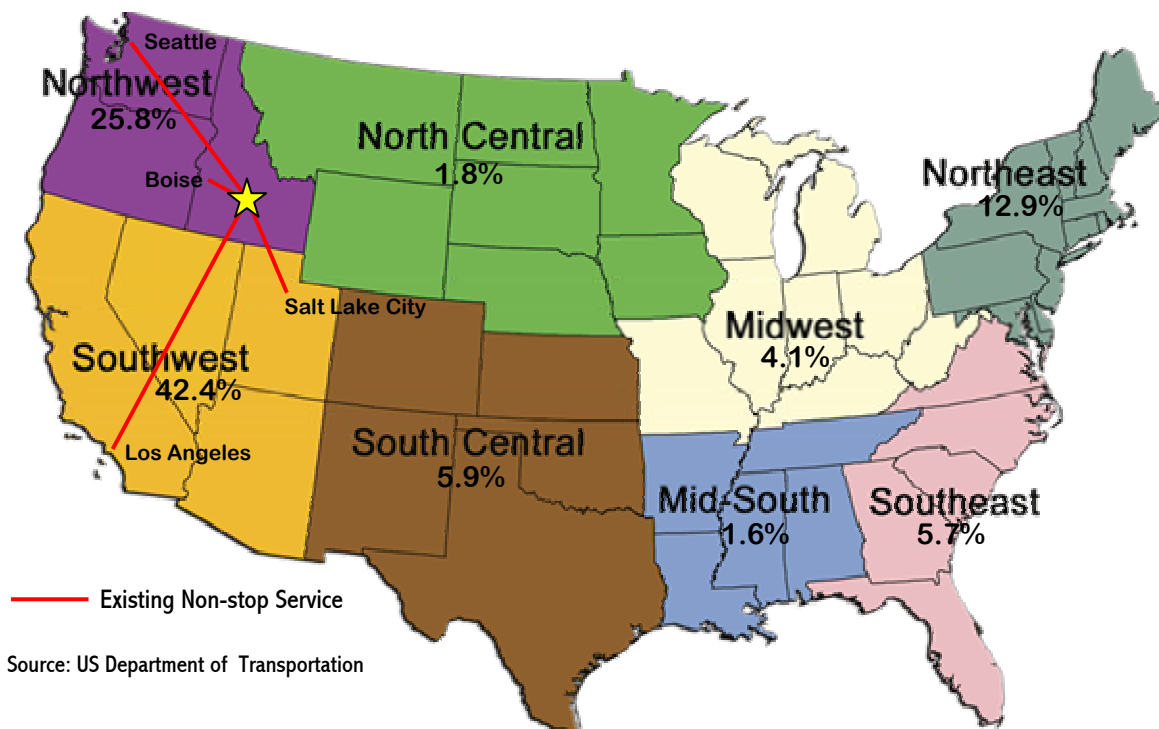 Seattle
Northwest
25.8%
North Central
1.8%
Boise
Northeast
12.9%
Salt Lake City
Midwest
4.1%
Southwest
42.4%
Los Angeles
South Central
5.9%
Mid-South
1.6%
Southeast
5.7%
Existing Non-stop Service
Source: US Department of Transportation